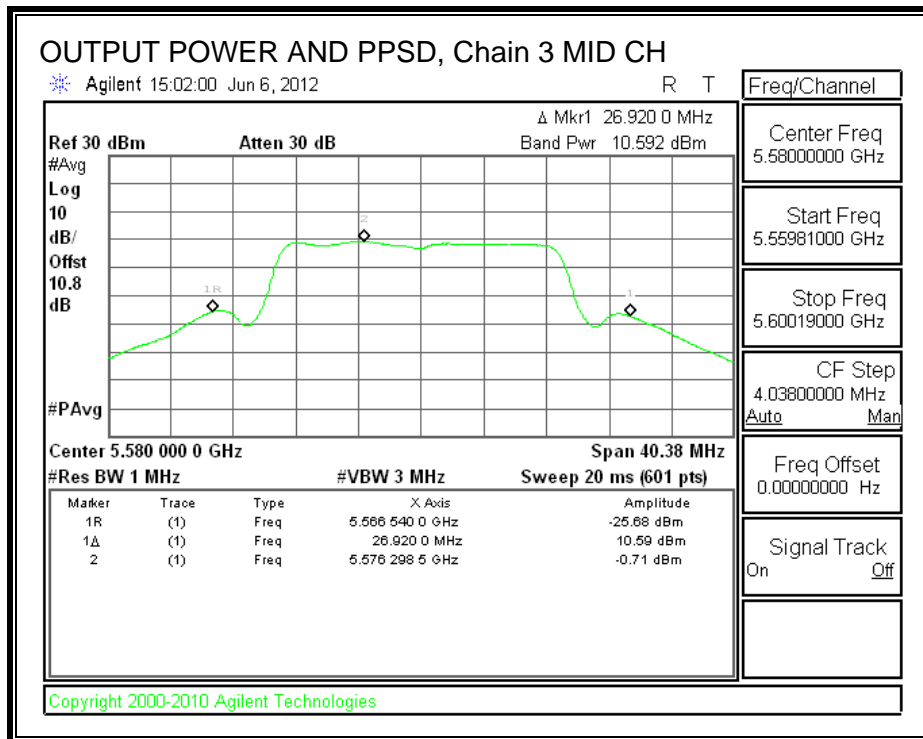 OUTPUT POWER AND PPSD, Chain 3 MID CH
Agilent 15:02:00 Jun 6, 2012 R T
Δ Mkr1 26.920 0 MHz
Ref 30 dBm Atten 30 dB Band Pwr 10.592 dBm
#Avg
Log
10
dB/
Offst
10.8
dB
#PAvg
2
1R
1
Center 5.580 000 0 GHz Span 40.38 MHz
#Res BW 1 MHz #VBW 3 MHz Sweep 20 ms (601 pts)
Marker Trace Type X Axis Amplitude
1R (1) Freq 5.566 540 0 GHz -25.68 dBm
1Δ (1) Freq 26.920 0 MHz 10.59 dBm
2 (1) Freq 5.576 298 5 GHz -0.71 dBm
Freq/Channel
Center Freq
5.58000000 GHz
Start Freq
5.55981000 GHz
Stop Freq
5.60019000 GHz
CF Step
4.03800000 MHz
Auto Man
Freq Offset
0.00000000 Hz
Signal Track
On Off
Copyright 2000-2010 Agilent Technologies